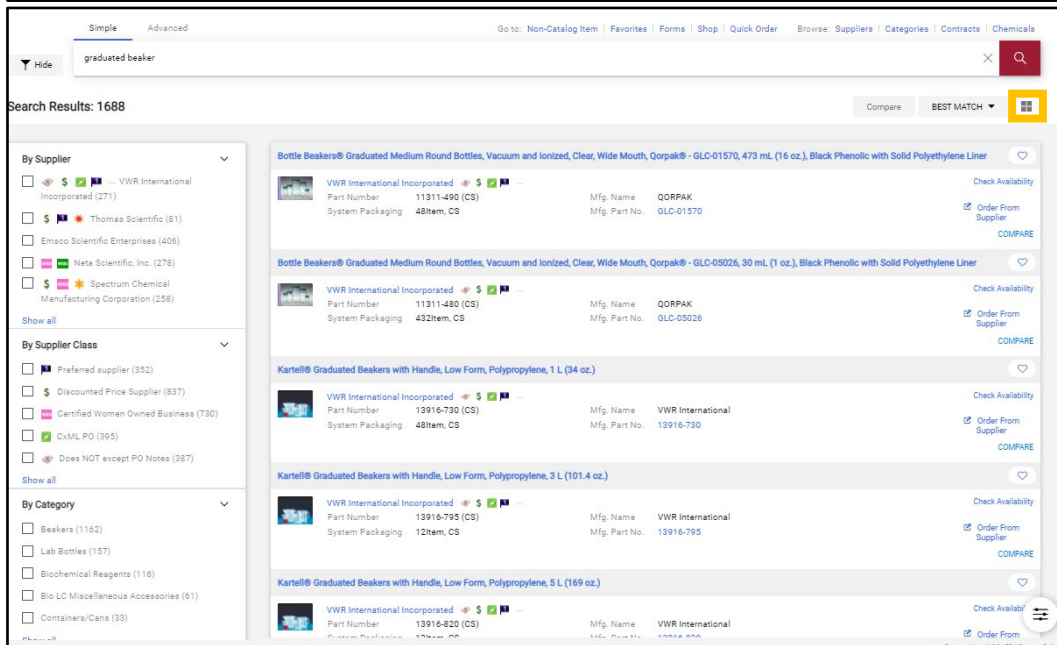 Simple Advanced
Go to: Non-Catalog Item | Favorites | Forms | Shop | Quick Order Browse: Suppliers | Categories | Contracts | Chemicals
Hide
graduated beaker
Search Results: 1688
Compare
BEST MATCH
By Supplier
VWR International
Incorporated (271)
Thomas Scientific (81)
Emsco Scientific Enterprises (406)
Neta Scientific, Inc. (278)
Spectrum Chemical
Manufacturing Corporation (258)
Show all
By Supplier Class
Preferred supplier (352)
Discounted Price Supplier (837)
Certified Women Owned Business (730)
CxML PO (395)
Does NOT except PO Notes (387)
Show all
By Category
Beakers (1162)
Lab Bottles (157)
Biochemical Reagents (116)
Bio LC Miscellaneous Accessories (61)
Containers/Cans (33)
Show all
Bottle Beakers® Graduated Medium Round Bottles, Vacuum and Ionized, Clear, Wide Mouth, Qorpak® - GLC-01570, 473 mL (16 oz.), Black Phenolic with Solid Polyethylene Liner
VWR International Incorporated
Part Number 11311-490 (CS) Mfg. Name QORPAK
System Packaging 48Item, CS Mfg. Part No. GLC-01570
Check Availability
Order From
Supplier
COMPARE
Bottle Beakers® Graduated Medium Round Bottles, Vacuum and Ionized, Clear, Wide Mouth, Qorpak® - GLC-05026, 30 mL (1 oz.), Black Phenolic with Solid Polyethylene Liner
VWR International Incorporated
Part Number 11311-480 (CS) Mfg. Name QORPAK
System Packaging 432Item, CS Mfg. Part No. GLC-05026
Check Availability
Order From
Supplier
COMPARE
Kartell® Graduated Beakers with Handle, Low Form, Polypropylene, 1 L (34 oz.)
VWR International Incorporated
Part Number 13916-730 (CS) Mfg. Name VWR International
System Packaging 48Item, CS Mfg. Part No. 13916-730
Check Availability
Order From
Supplier
COMPARE
Kartell® Graduated Beakers with Handle, Low Form, Polypropylene, 3 L (101.4 oz.)
VWR International Incorporated
Part Number 13916-795 (CS) Mfg. Name VWR International
System Packaging 12Item, CS Mfg. Part No. 13916-795
Check Availability
Order From
Supplier
COMPARE
Kartell® Graduated Beakers with Handle, Low Form, Polypropylene, 5 L (169 oz.)
VWR International Incorporated
Part Number 13916-820 (CS) Mfg. Name VWR International
System Packaging 12Item, CS Mfg. Part No. 13916-820
Check
Order From